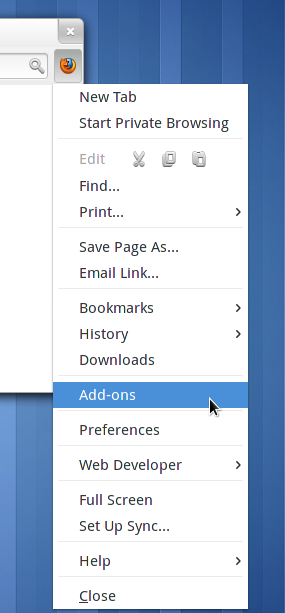 New Tab
Start Private Browsing
Edit
Find...
Print...
Save Page As...
Email Link...
Bookmarks
History
Downloads
Add-ons
Preferences
Web Developer
Full Screen
Set Up Sync...
Help
Close